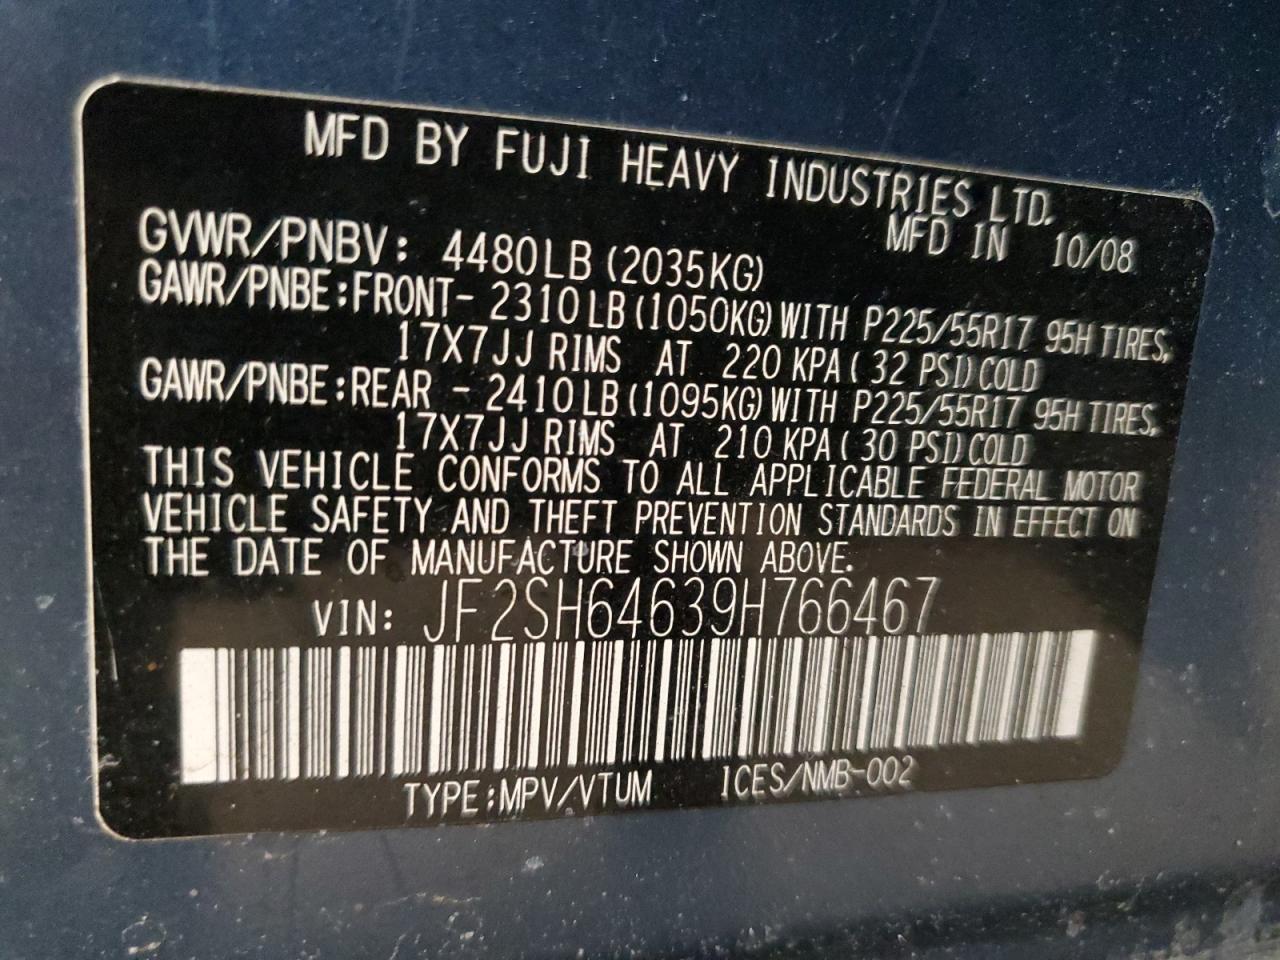 MFD BY FUJI HEAVY INDUSTRIES LTD.
MFD IN 10/08
GVWR/PNBV: 4480LB (2035KG)
GAWR/PNBE:FRONT- 2310LB(1050KG)WITH P225/55R17 95H TIRES,
17X7JJ RIMS AT 220 KPA( 32 PSI)COLD
GAWR/PNBE:REAR - 2410LB(1095KG)WITH P225/55R17 95H TIRES,
17X7JJ RIMS AT 210 KPA( 30 PSI)COLD
THIS VEHICLE CONFORMS TO ALL APPLICABLE FEDERAL MOTOR
VEHICLE SAFETY AND THEFT PREVENTION STANDARDS IN EFFECT ON
THE DATE OF MANUFACTURE SHOWN ABOVE.
VIN: JF2SH64639H766467
TYPE:MPV/VTUM ICES/NMB-002